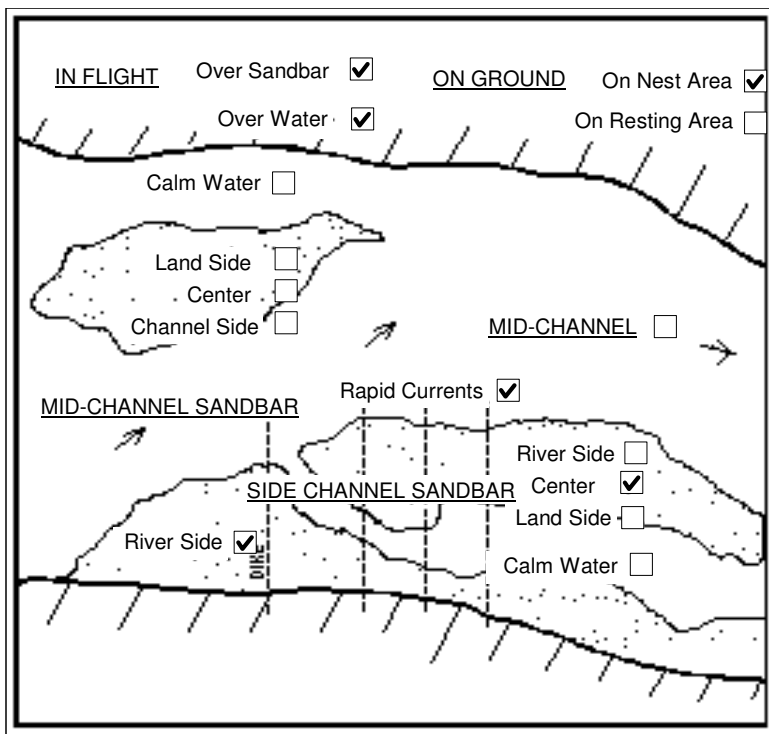 IN FLIGHT
Over Sandbar
ON GROUND
On Nest Area
Over Water
On Resting Area
Calm Water
Land Side
Center
Channel Side
MID-CHANNEL
Rapid Currents
MID-CHANNEL SANDBAR
River Side
SIDE CHANNEL SANDBAR
Center
Land Side
River Side
DIKE
Calm Water